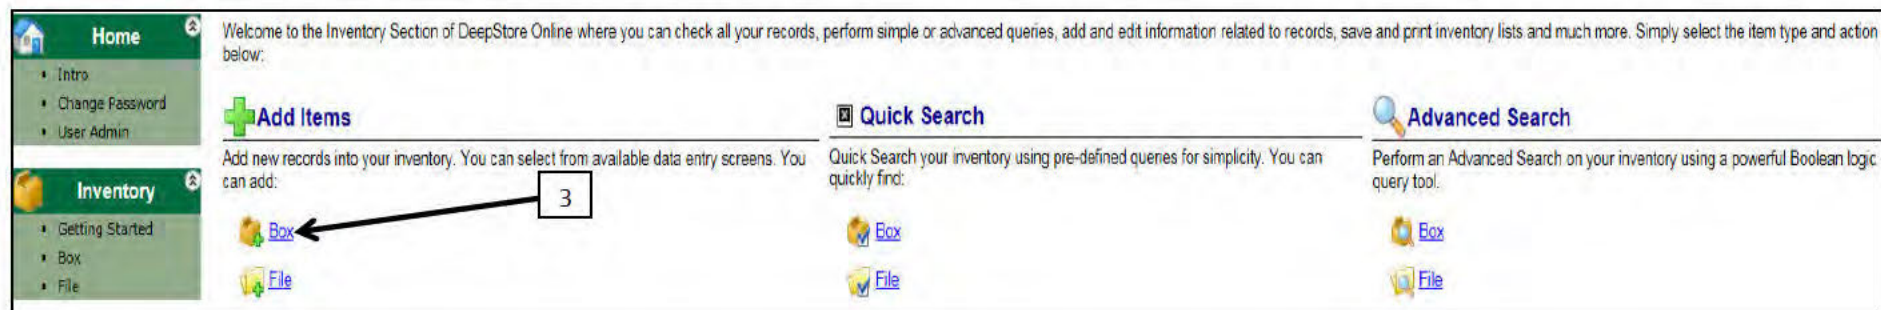 Home
Intro
Change Password
User Admin
Inventory
Getting Started
Box
File
Welcome to the Inventory Section of DeepStore Online where you can check all your records, perform simple or advanced queries, add and edit information related to records, save and print inventory lists and much more. Simply select the item type and action
below:
Add Items
Add new records into your inventory. You can select from available data entry screens. You
can add:
3
Box
File
Quick Search
Quick Search your inventory using pre-defined queries for simplicity. You can
quickly find:
Box
File
Advanced Search
Perform an Advanced Search on your inventory using a powerful Boolean logic
query tool.
Box
File